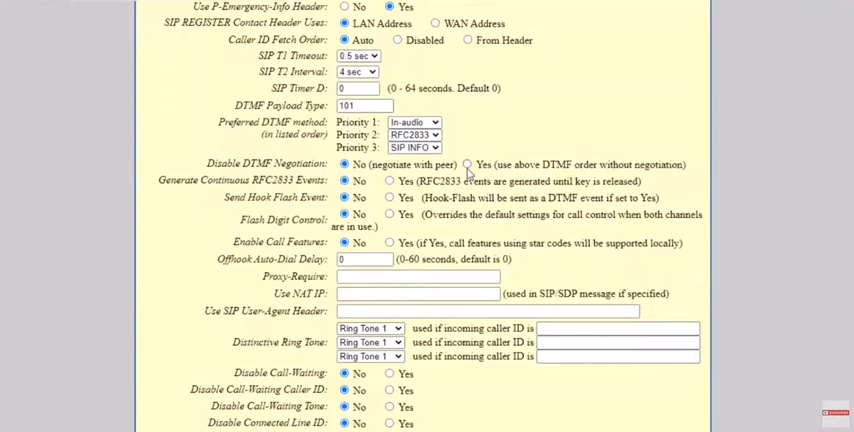 Use P-Emergency-Info Header: No Yes
SIP REGISTER Contact Header Uses: LAN Address WAN Address
Caller ID Fetch Order: Auto Disabled From Header
SIP T1 Timeout: 0.5 sec
SIP T2 Interval: 4 sec
SIP Timer D: 0 (0 - 64 seconds. Default 0)
DTMF Payload Type: 101
Preferred DTMF method: Priority 1: In-audio
(in listed order) Priority 2: RFC2833
Priority 3: SIP INFO
Disable DTMF Negotiation: No (negotiate with peer) Yes (use above DTMF order without negotiation)
Generate Continuous RFC2833 Events: No Yes (RFC2833 events are generated until key is released)
Send Hook Flash Event: No Yes (Hook-Flash will be sent as a DTMF event if set to Yes)
Flash Digit Control: No Yes (Overrides the default settings for call control when both channels
are in use.)
Enable Call Features: No Yes (if Yes, call features using star codes will be supported locally)
Offhook Auto-Dial Delay: 0 (0-60 seconds, default is 0)
Proxy-Require:
Use NAT IP: (used in SIP/SDP message if specified)
Use SIP User-Agent Header:
Ring Tone 1 used if incoming caller ID is
Distinctive Ring Tone: Ring Tone 1 used if incoming caller ID is
Ring Tone 1 used if incoming caller ID is
Disable Call-Waiting: No Yes
Disable Call-Waiting Caller ID: No Yes
Disable Call-Waiting Tone: No Yes
Disable Connected Line ID: No Yes
SUBSCRIBE